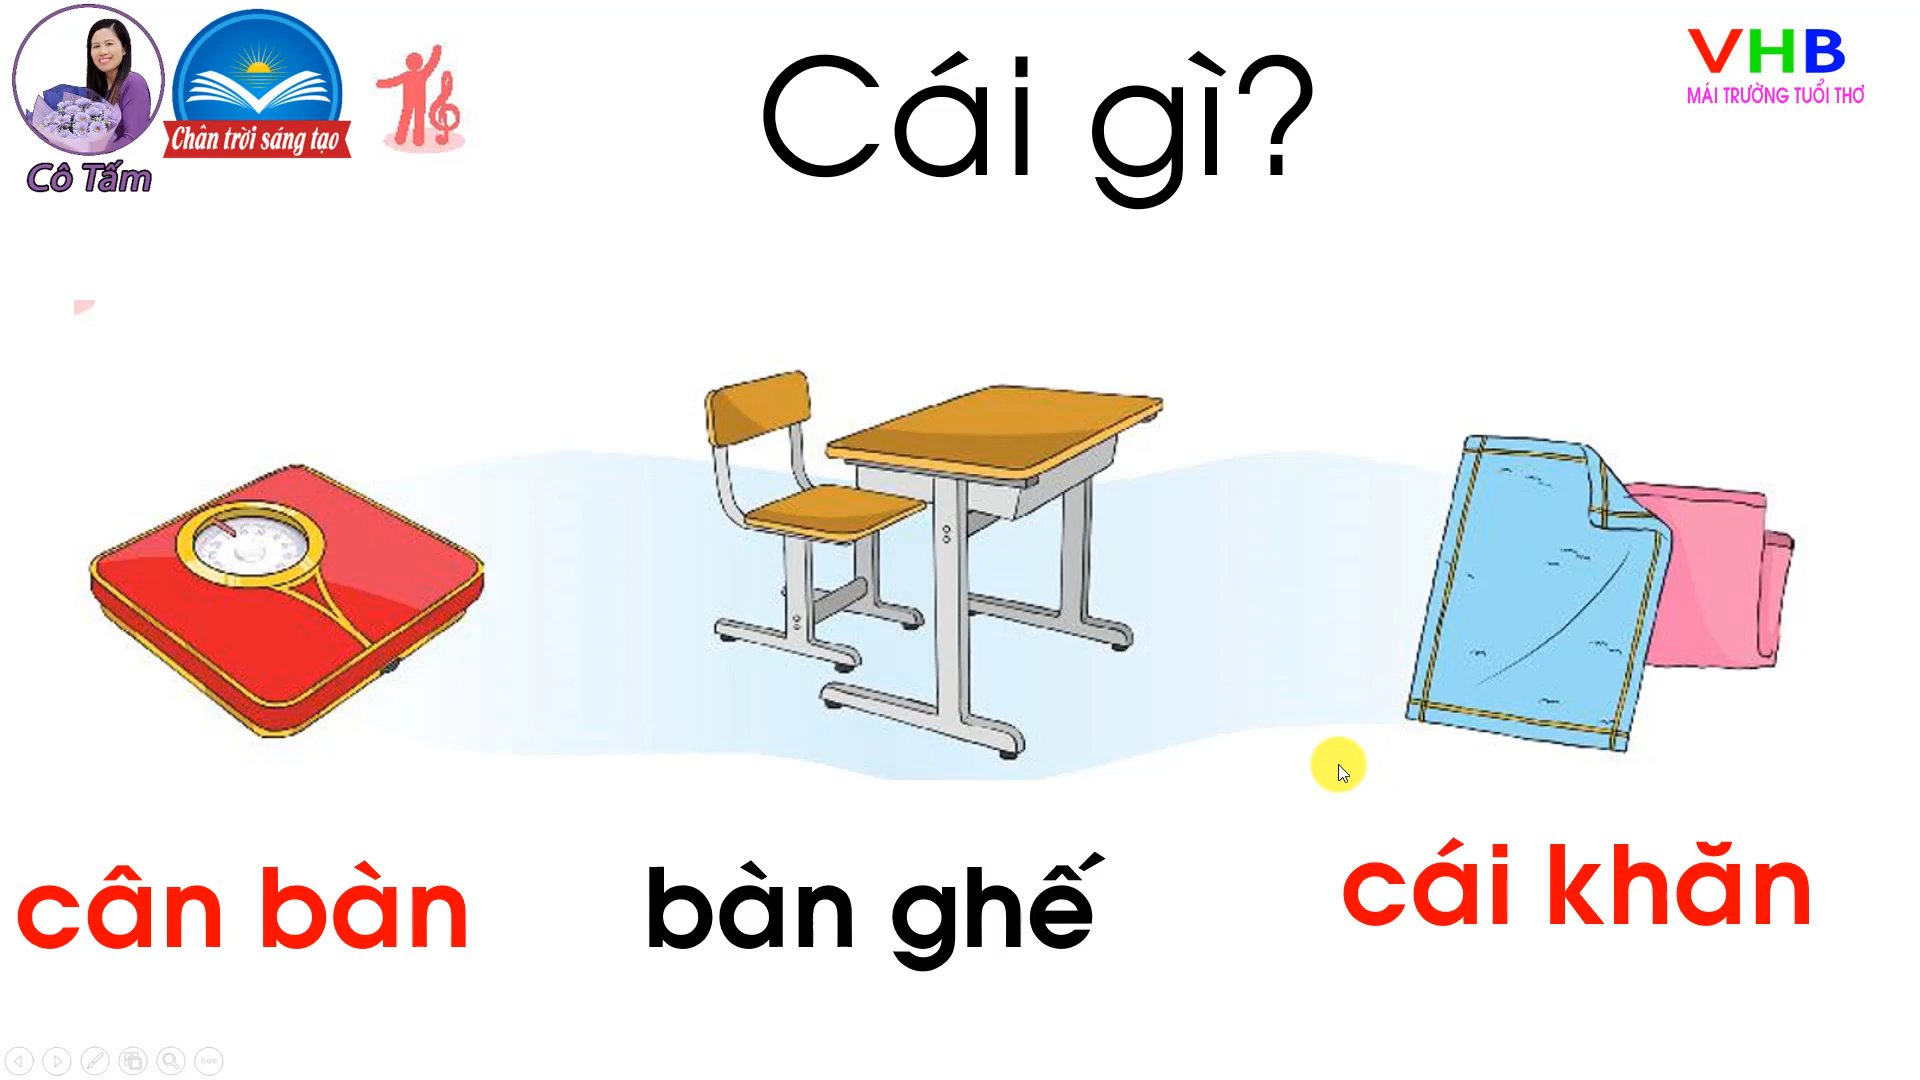 Cô Tấm
Chân trời sáng tạo
Cái gì?
VHB
MÁI TRƯỜNG TUỔI THƠ
cân bàn
bàn ghế
cái khăn